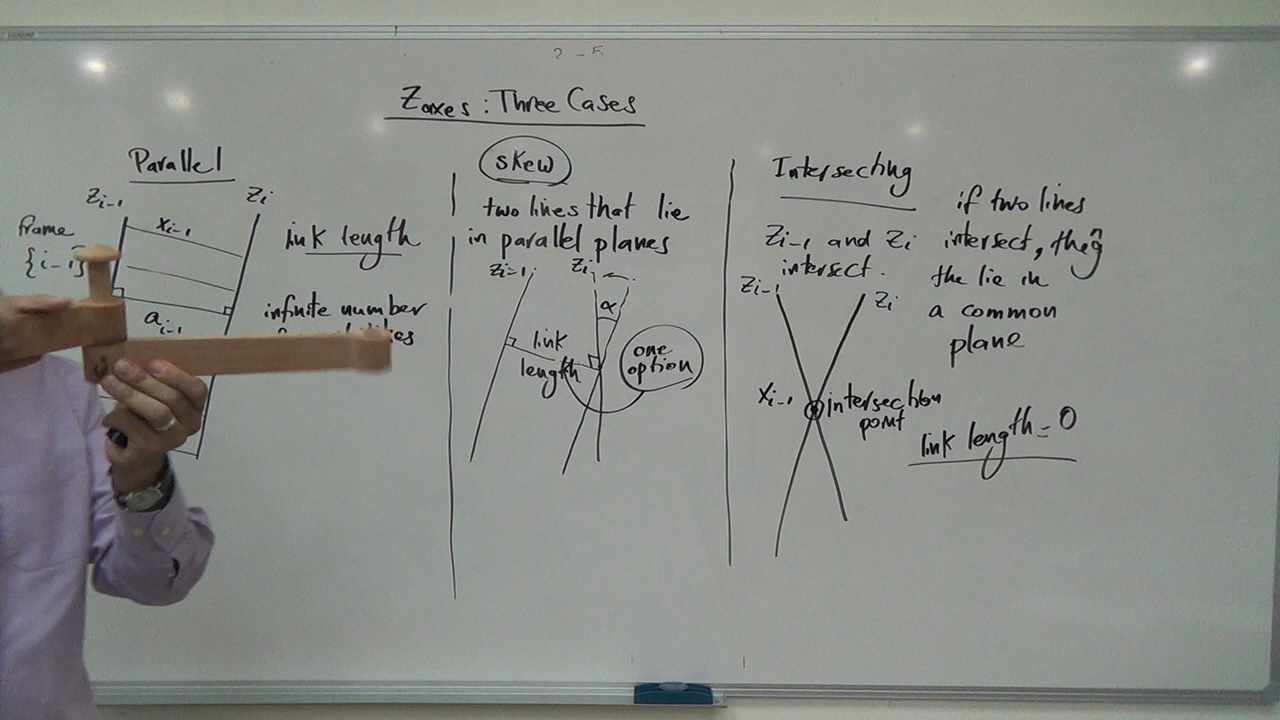 2-5
Zaxes: Three Cases
Parallel
Zi-1
Zi
frame
{i-1}
xi-1
ai-1
link length
infinite number
skew
two lines that lie
in parallel planes
Zi-1
Zi
α
link
length
one
option
Intersecting
Zi-1 and Zi
intersect.
Zi-1
Zi
Xi-1
intersection
point
if two lines
intersect, they
the lie in
a common
plane
link length = 0